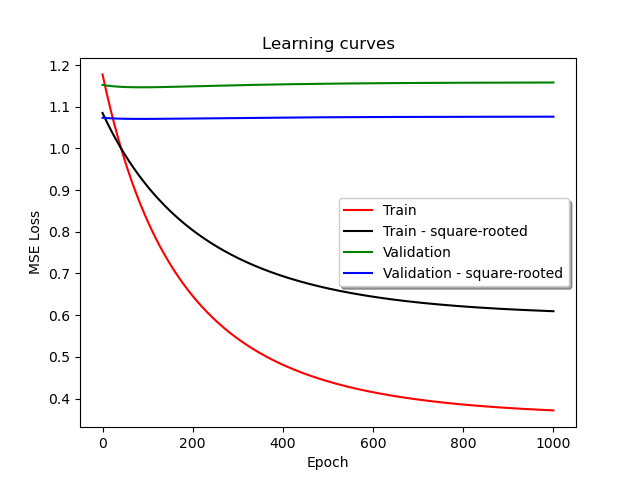 Learning curves
MSE Loss
1.2
1.1
1.0
0.9
0.8
0.7
0.6
0.5
0.4
Train
Train - square-rooted
Validation
Validation - square-rooted
0
200
400
600
800
1000
Epoch